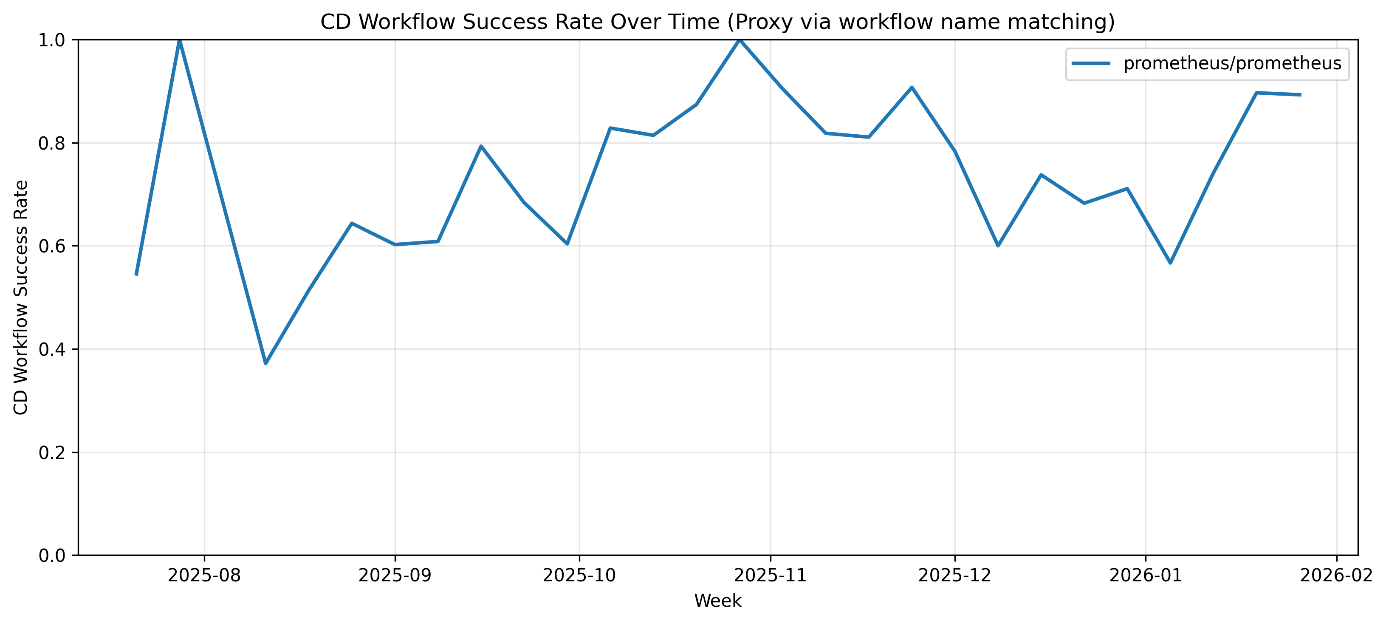 CD Workflow Success Rate Over Time (Proxy via workflow name matching)
prometheus/prometheus
CD Workflow Success Rate
1.0
0.8
0.6
0.4
0.2
0.0
2025-08 2025-09 2025-10 2025-11 2025-12 2026-01 2026-02
Week